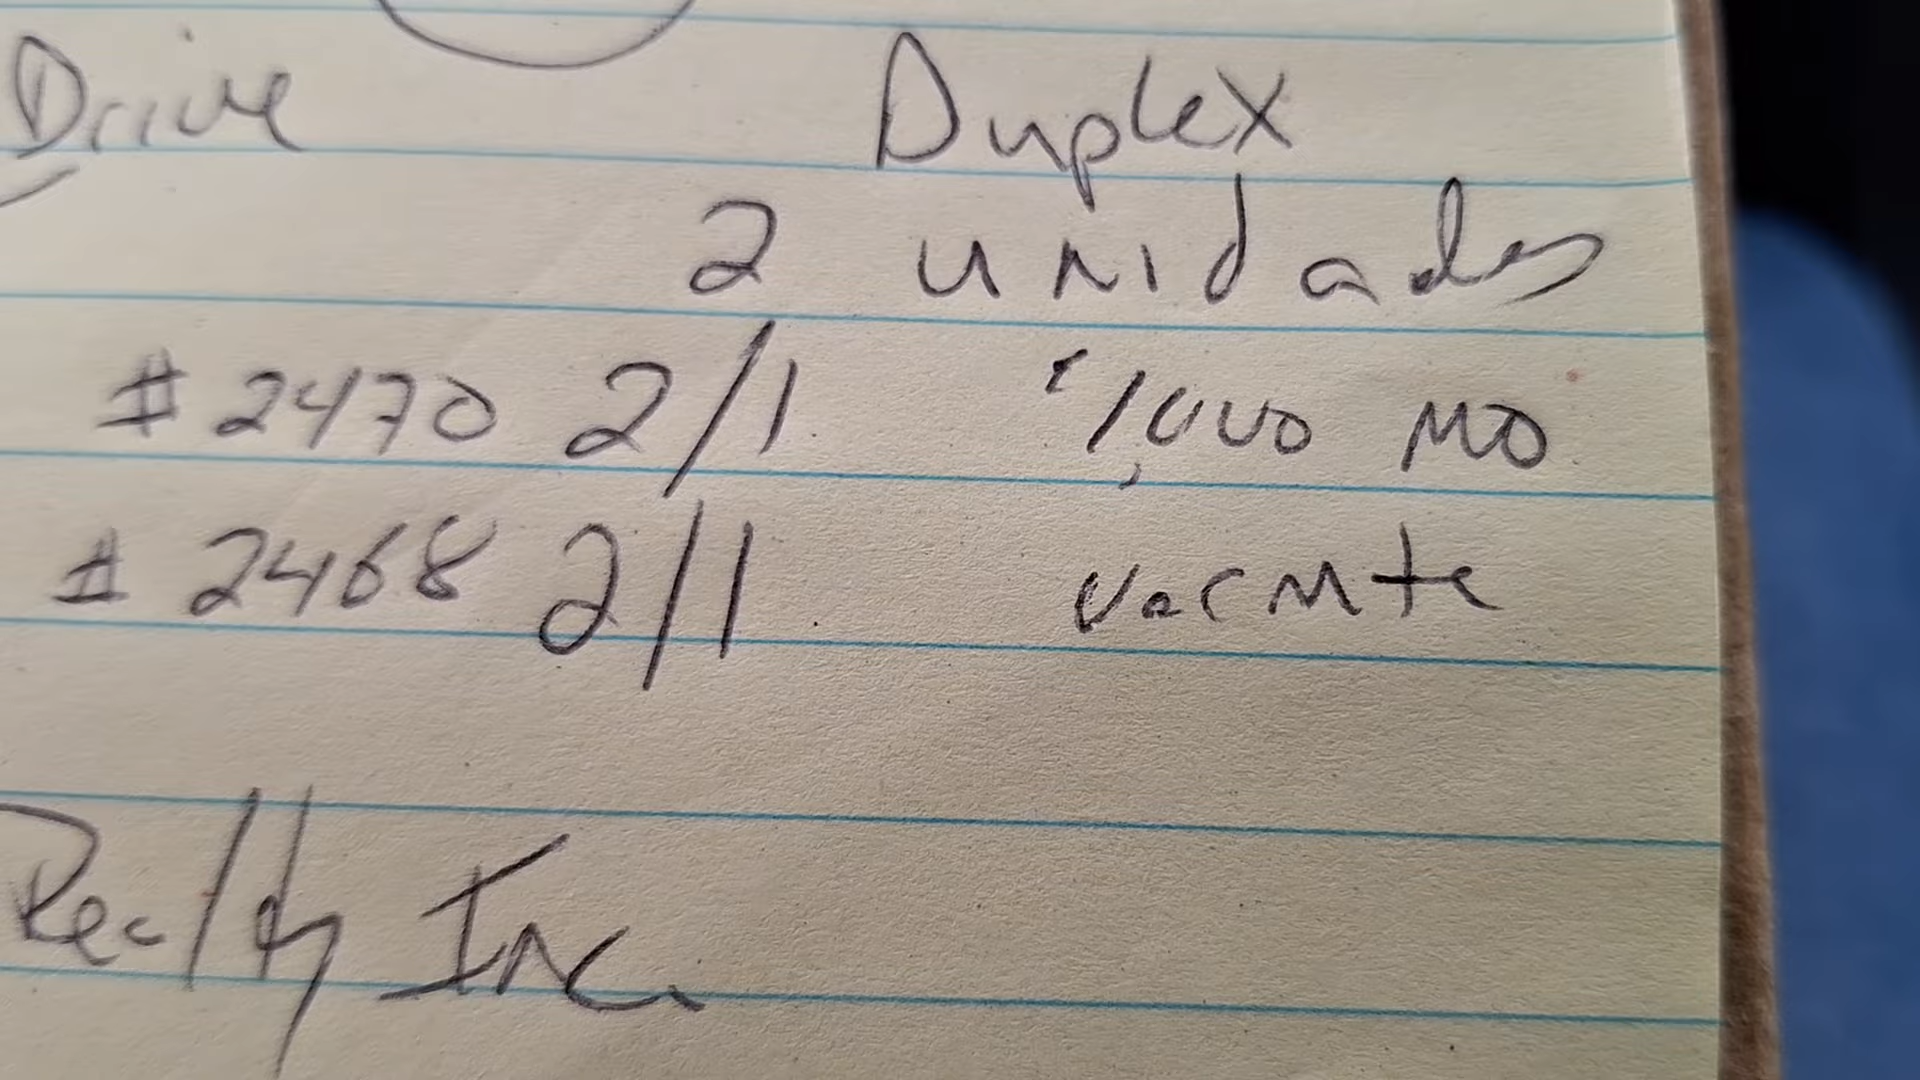 Drive Duplex
2 unidades
# 2470 2/1 1,000 MO
# 2468 2/1 vacante
Realty Inc.